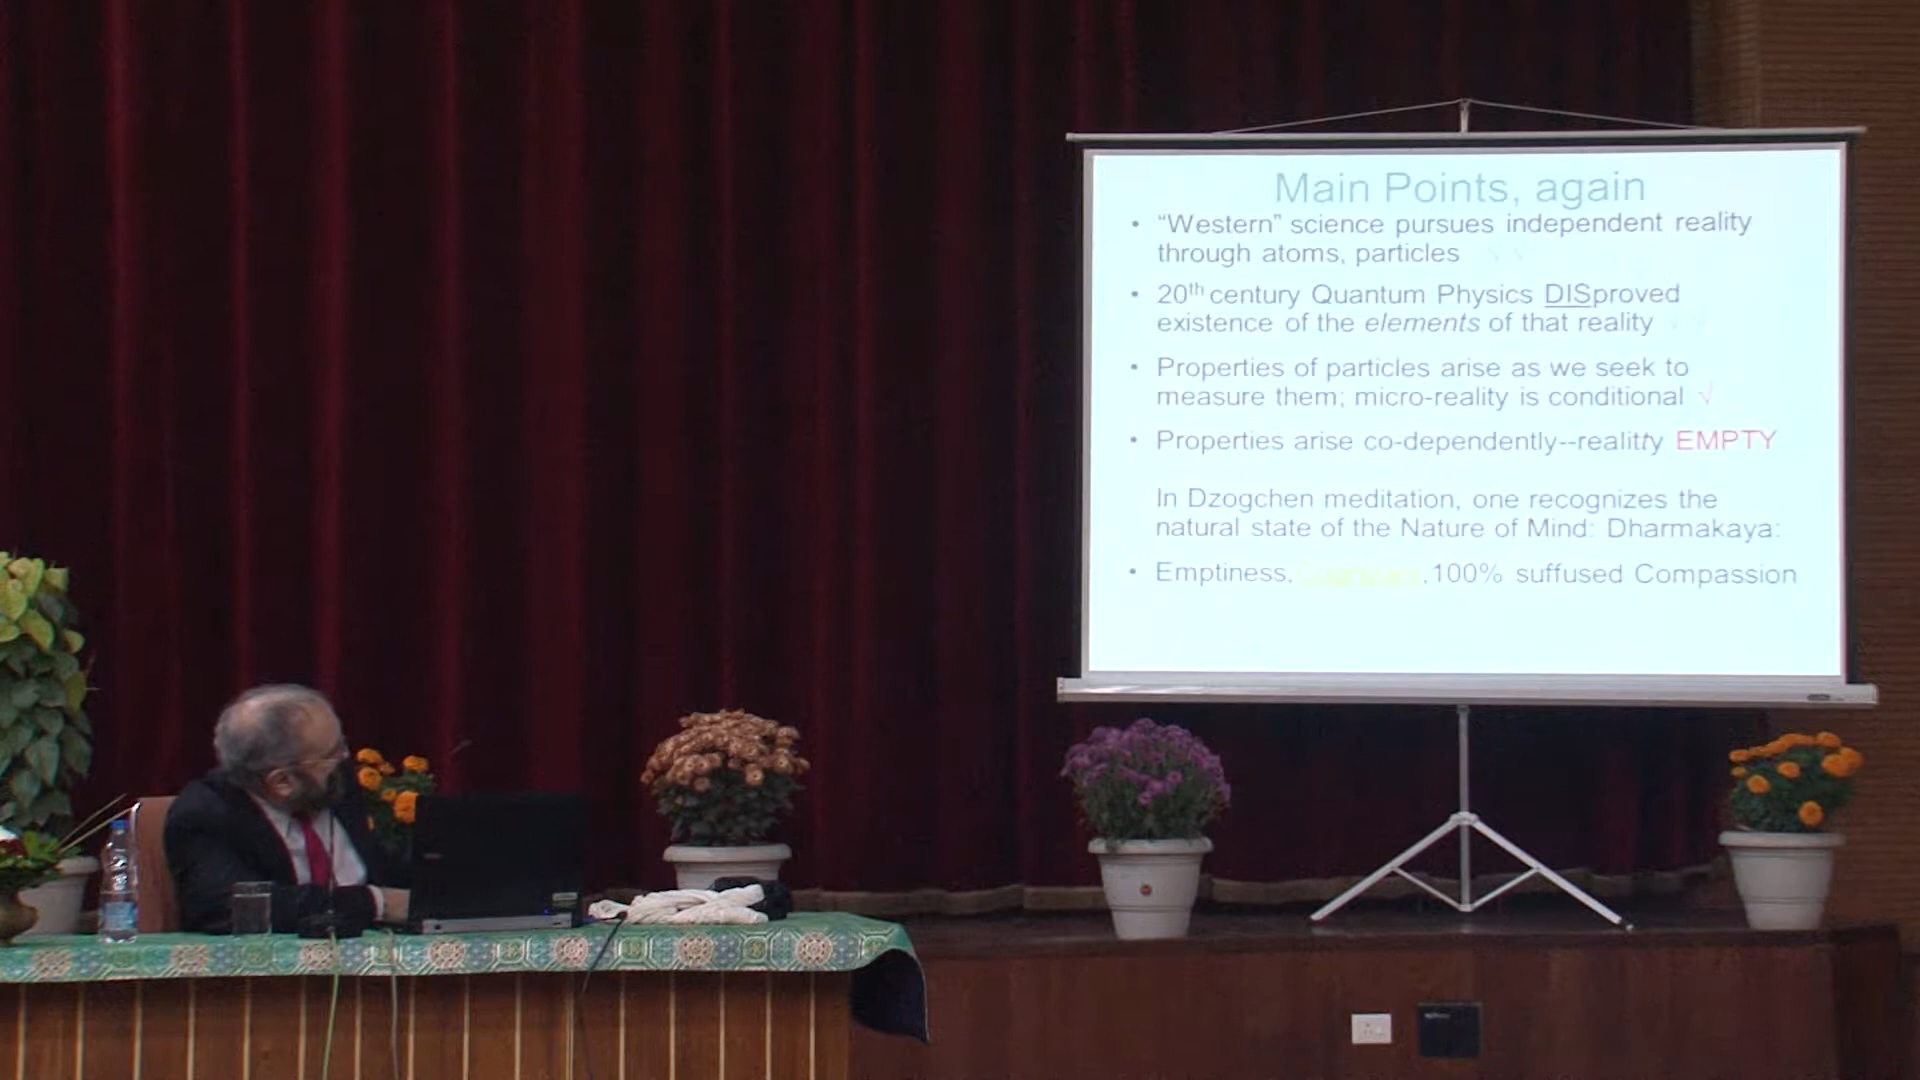 Main Points, again
• “Western” science pursues independent reality
through atoms, particles √ √
• 20th century Quantum Physics DISproved
existence of the elements of that reality √ √
• Properties of particles arise as we seek to
measure them; micro-reality is conditional √
• Properties arise co-dependently--realitty EMPTY
In Dzogchen meditation, one recognizes the
natural state of the Nature of Mind: Dharmakaya:
• Emptiness, ,100% suffused Compassion